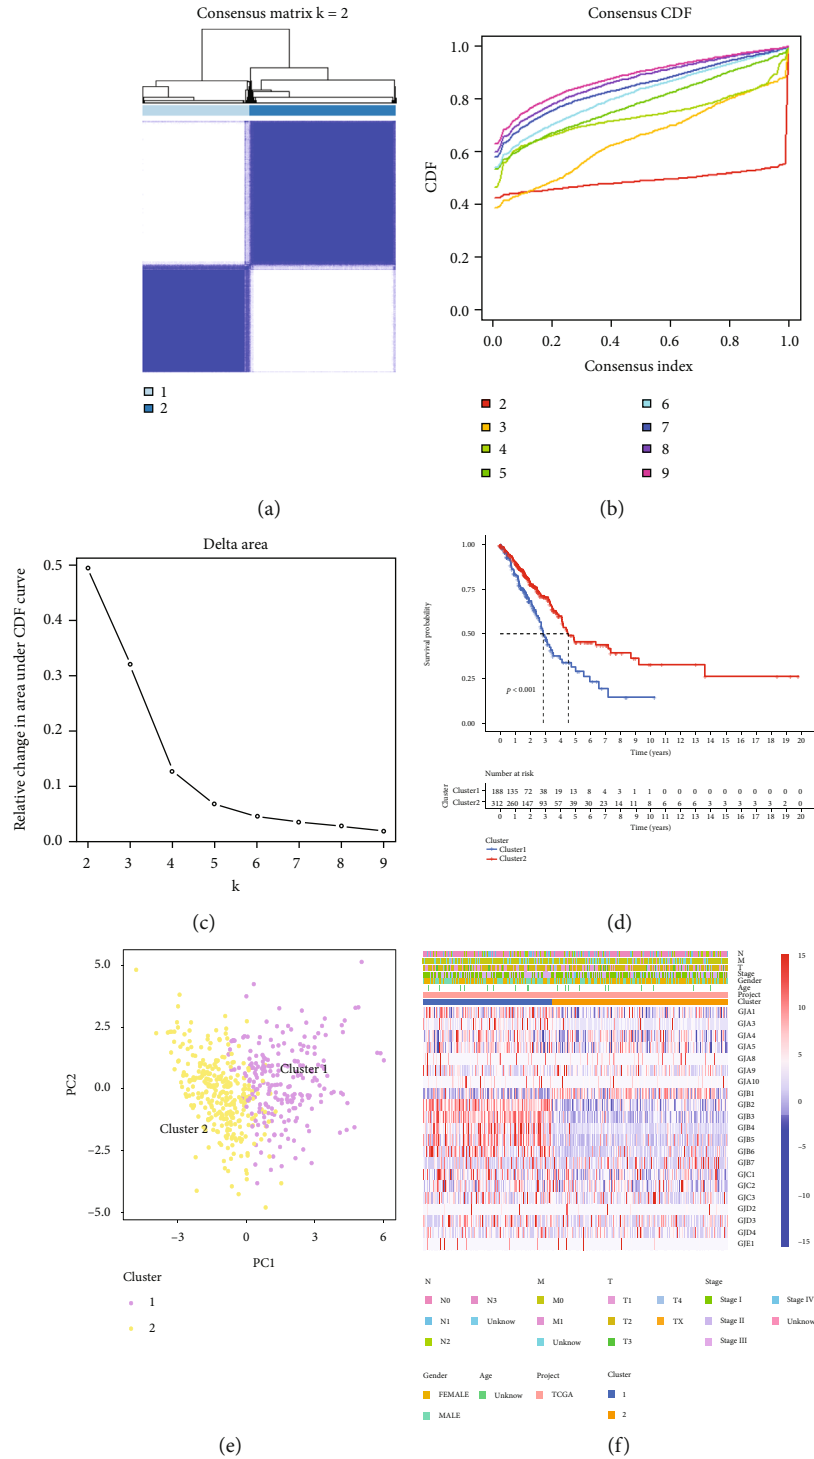 Consensus matrix k = 2
1
2
(a)
Consensus CDF
CDF
1.0
0.8
0.6
0.4
0.2
0.0
0.0 0.2 0.4 0.6 0.8 1.0
Consensus index
2 6
3 7
4 8
5 9
(b)
Delta area
Relative change in area under CDF curve
0.5
0.4
0.3
0.2
0.1
0.0
2 3 4 5 6 7 8 9
k
(c)
Survival probability
1.00
0.75
0.50
0.25
0.00
p < 0.001
0 1 2 3 4 5 6 7 8 9 10 11 12 13 14 15 16 17 18 19 20
Time (years)
Number at risk
Cluster
Cluster1 188 135 72 38 19 13 8 4 3 1 1 0 0 0 0 0 0 0 0 0 0
Cluster2 312 260 147 93 57 39 30 23 14 11 8 6 6 6 3 3 3 3 3 2 0
0 1 2 3 4 5 6 7 8 9 10 11 12 13 14 15 16 17 18 19 20
Time (years)
Cluster
Cluster1
Cluster2
(d)
PC2
5.0
2.5
0.0
−2.5
−5.0
Cluster 1
Cluster 2
−3 0 3 6
PC1
Cluster
1
2
(e)
N
M
T
Stage
Gender
Age
Project
Cluster
GJA1
GJA3
GJA4
GJA5
GJA8
GJA9
GJA10
GJB1
GJB2
GJB3
GJB4
GJB5
GJB6
GJB7
GJC1
GJC2
GJC3
GJD2
GJD3
GJD4
GJE1
15
10
5
0
−5
−10
−15
N M T Stage
N0 N3 M0 T1 T4 Stage I Stage IV
N1 Unknow M1 T2 TX Stage II Unknow
N2 Unknow T3 Stage III
Gender Age Project Cluster
FEMALE Unknow TCGA 1
MALE 2
(f)